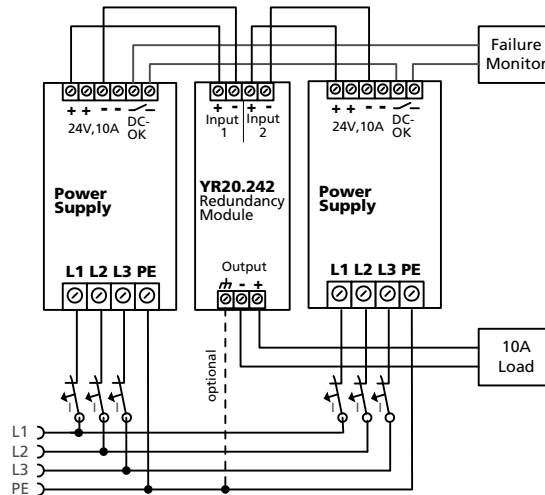 Failure
Monitor
+ + - -
24V,10A
DC-
OK
Power
Supply
L1 L2 L3 PE
+ - + -
Input
1
Input
2
YR20.242
Redundancy
Module
Output
- +
optional
+ + - -
24V,10A
DC-
OK
Power
Supply
L1 L2 L3 PE
10A
Load
I I I
I I I
L1
L2
L3
PE